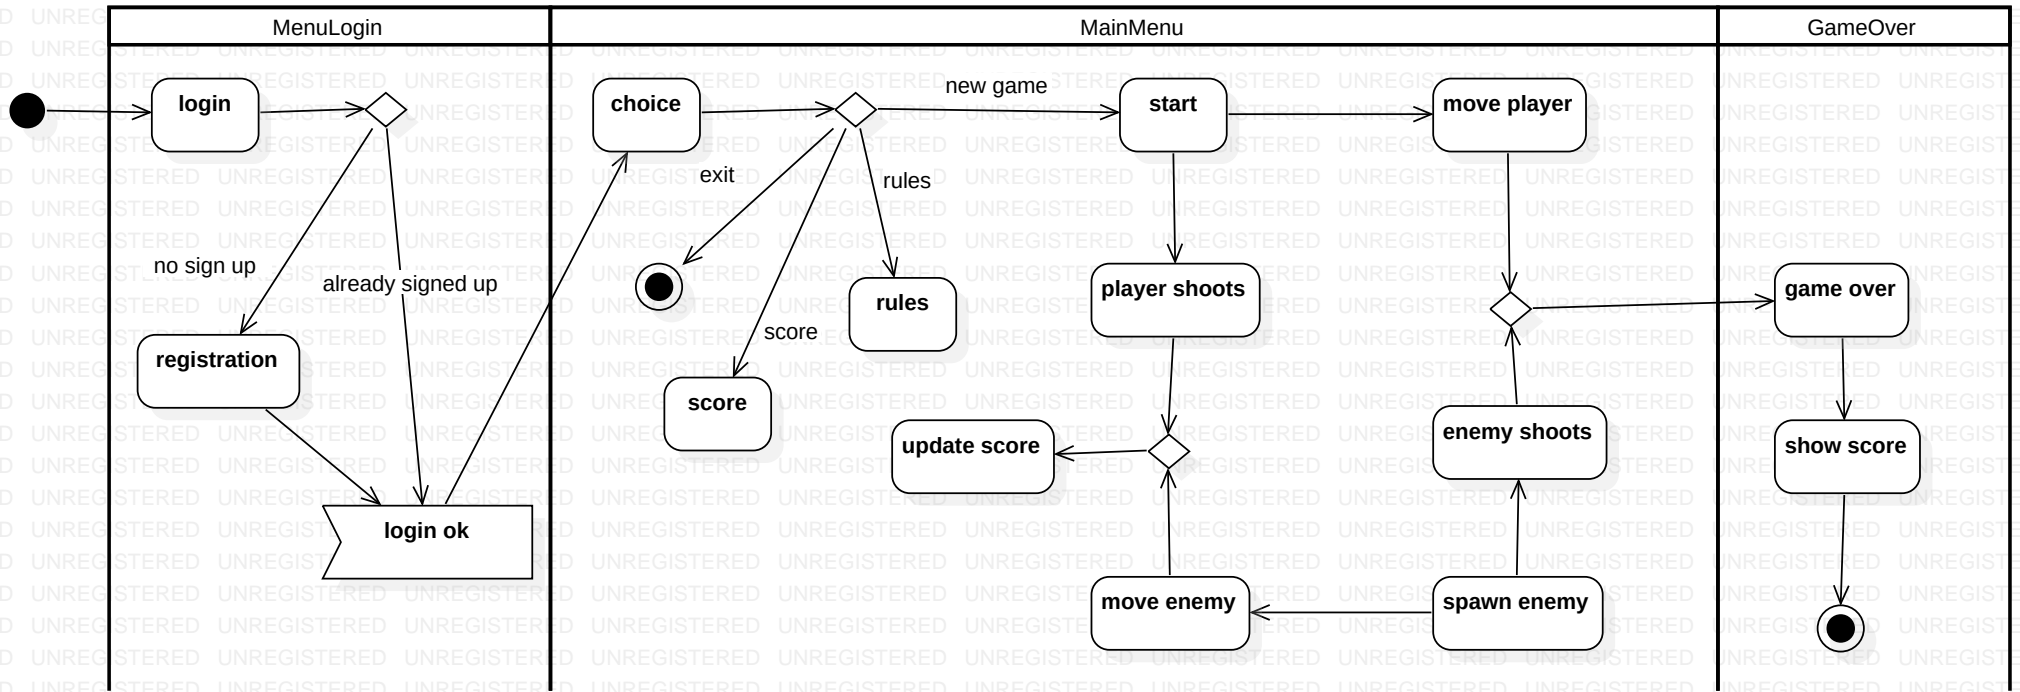 MenuLogin
MainMenu
GameOver
login
choice
new game
start
move player
exit
rules
no sign up
already signed up
player shoots
game over
rules
score
registration
score
update score
enemy shoots
show score
login ok
move enemy
spawn enemy
UNREGISTERED